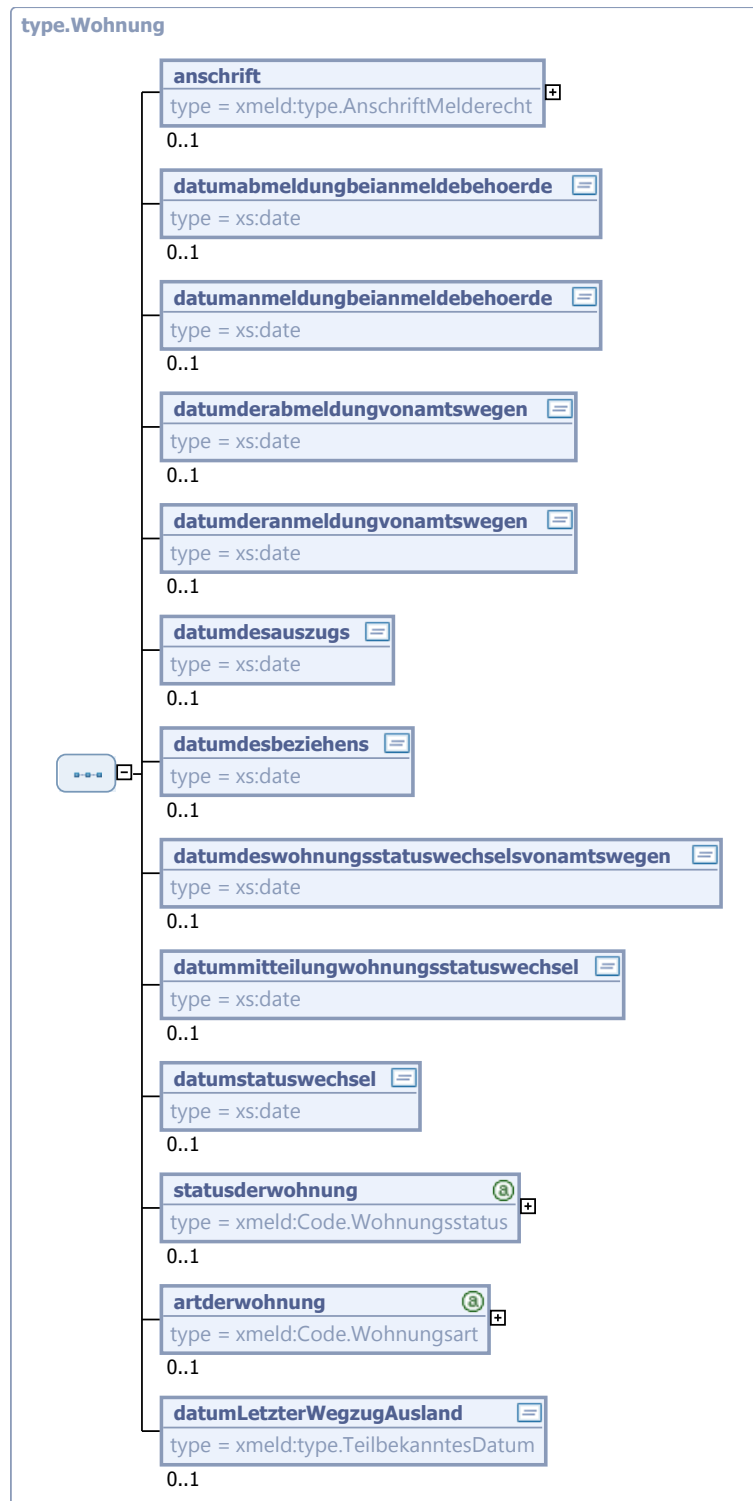 type.Wohnung
anschrift
type = xmeld:type.AnschriftMelderecht
0..1
datumabmeldungbeianmeldebehoerde
type = xs:date
0..1
datumanmeldungbeianmeldebehoerde
type = xs:date
0..1
datumderabmeldungvonamtswegen
type = xs:date
0..1
datumderanmeldungvonamtswegen
type = xs:date
0..1
datumdesauszugs
type = xs:date
0..1
datumdesbeziehens
type = xs:date
0..1
datumdeswohnungsstatuswechselsvonamtswegen
type = xs:date
0..1
datummitteilungwohnungsstatuswechsel
type = xs:date
0..1
datumstatuswechsel
type = xs:date
0..1
statusderwohnung
type = xmeld:Code.Wohnungsstatus
0..1
artderwohnung
type = xmeld:Code.Wohnungsart
0..1
datumLetzterWegzugAusland
type = xmeld:type.TeilbekanntesDatum
0..1